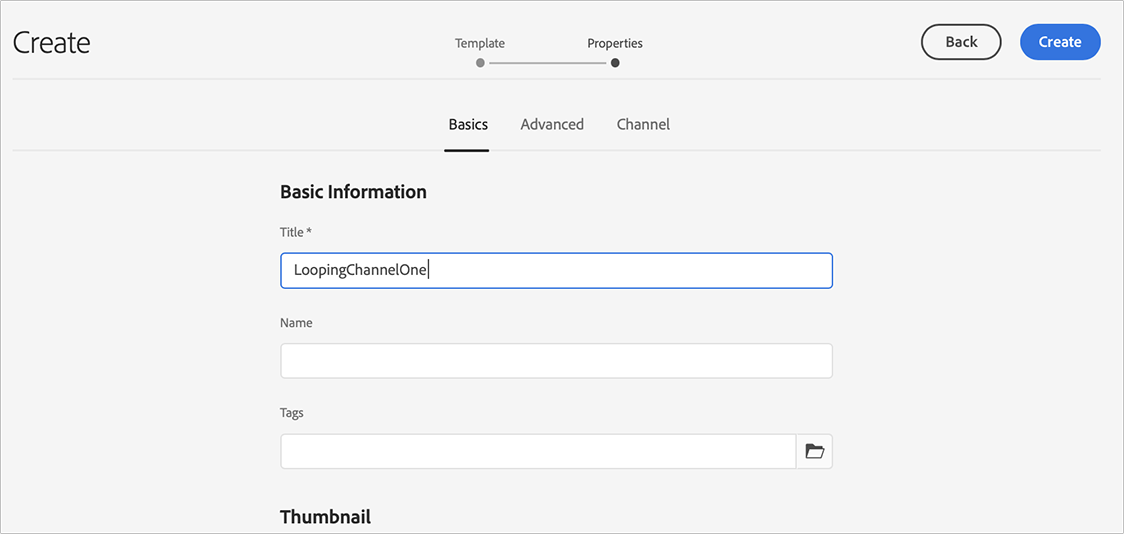 Create
Template
Properties
Back
Create
Basics
Advanced
Channel
Basic Information
Title *
LoopingChannelOne
Name
Tags
Thumbnail